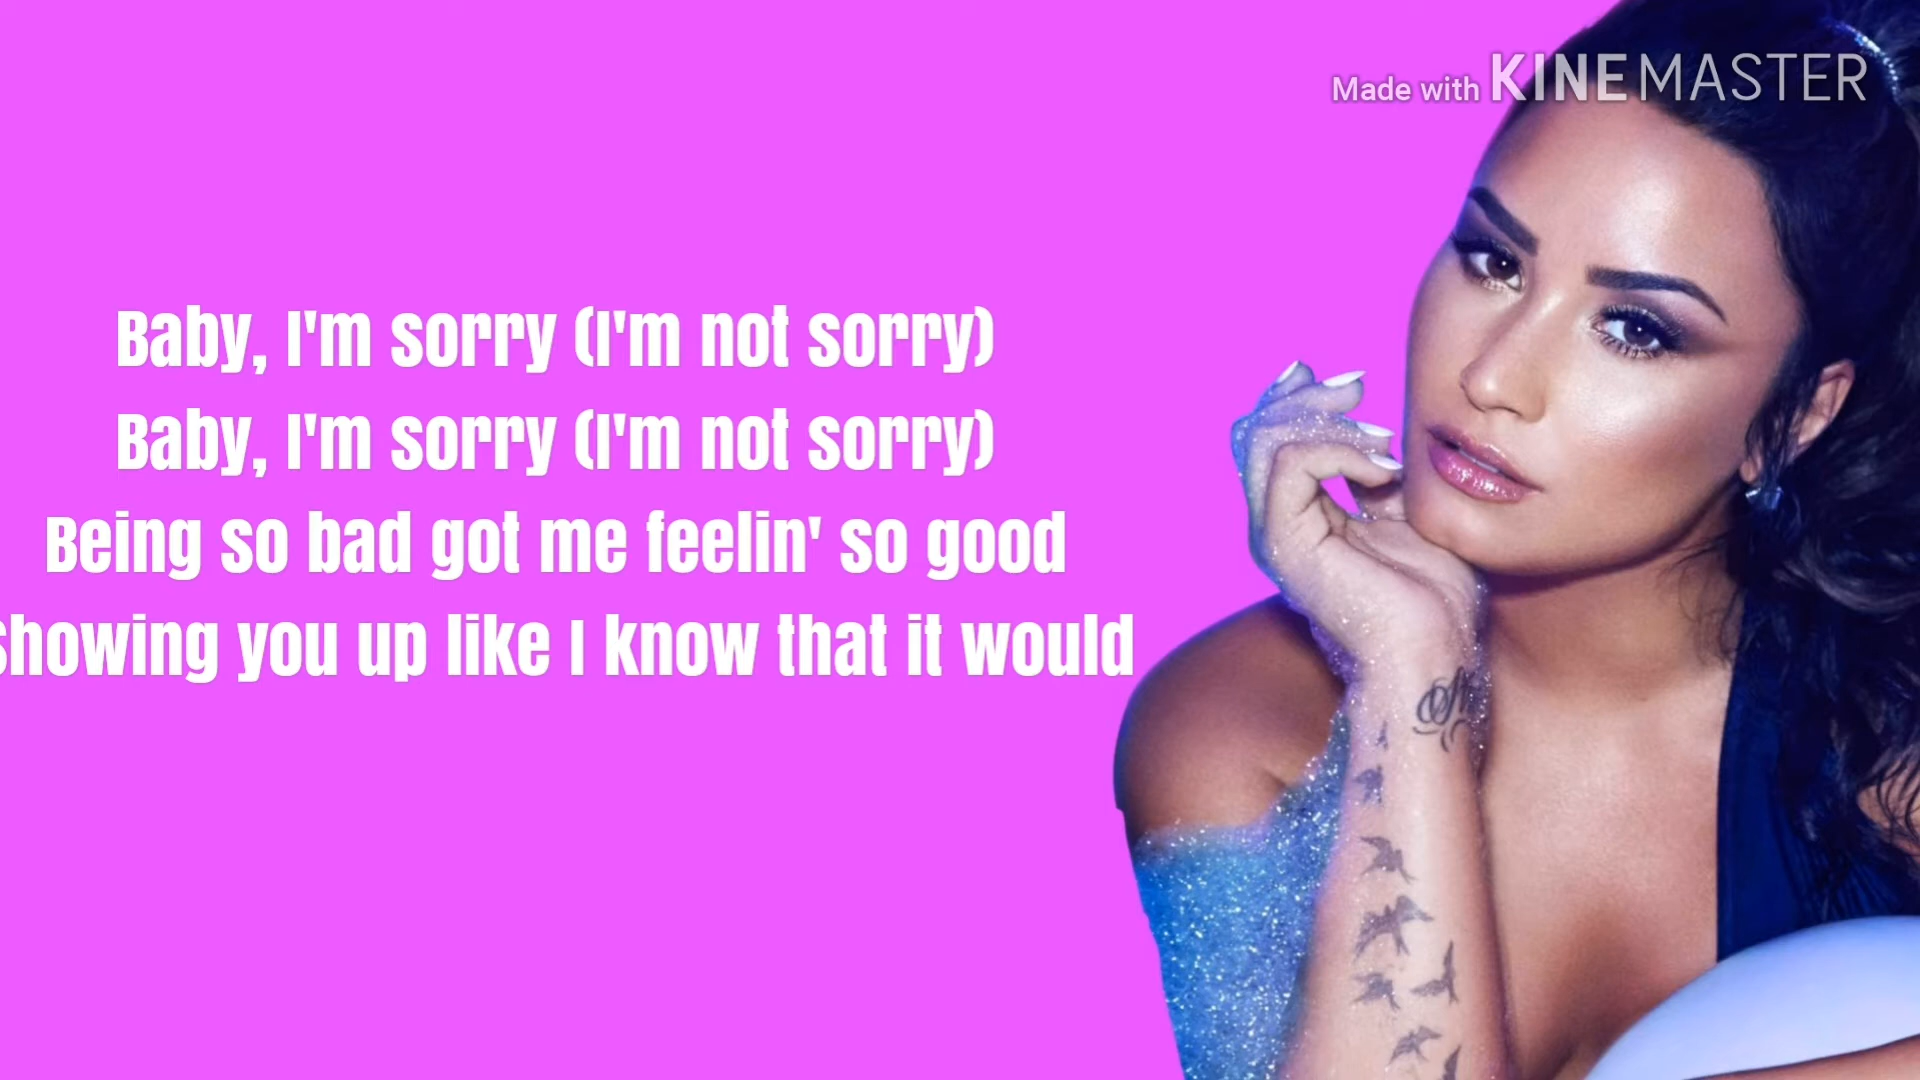 Made with KINEMASTER
Baby, I'm sorry (I'm not sorry)
Baby, I'm sorry (I'm not sorry)
Being so bad got me feelin' so good
showing you up like I know that it would